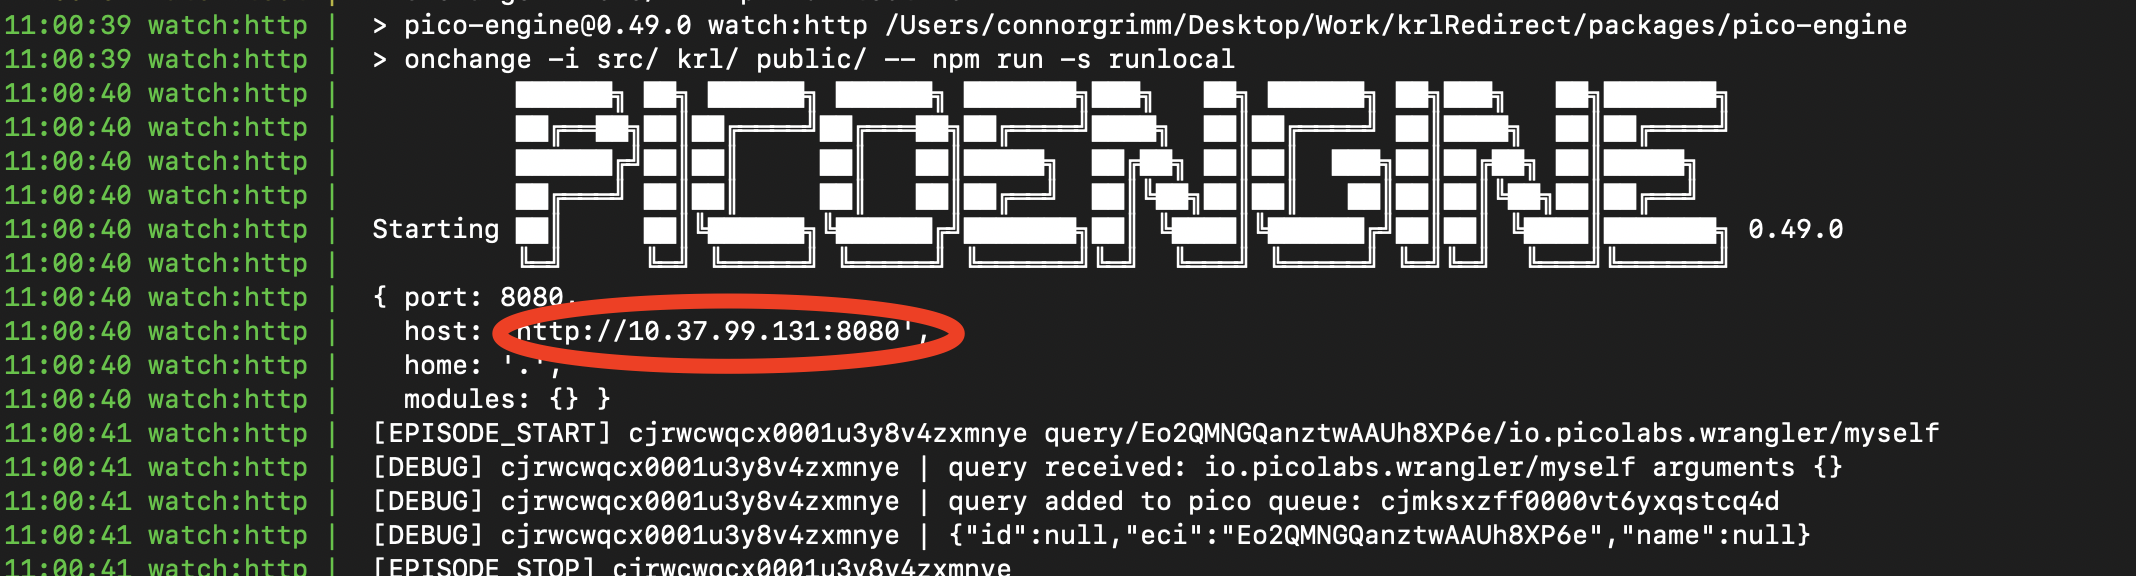 11:00:39 watch:http | > pico-engine@0.49.0 watch:http /Users/connorgrimm/Desktop/Work/krlRedirect/packages/pico-engine
11:00:39 watch:http | > onchange -i src/ krl/ public/ -- npm run -s runlocal
11:00:40 watch:http |
11:00:40 watch:http |
11:00:40 watch:http | PICOENGINE
11:00:40 watch:http |
11:00:40 watch:http | Starting 0.49.0
11:00:40 watch:http |
11:00:40 watch:http | { port: 8080,
11:00:40 watch:http | host: 'http://10.37.99.131:8080',
11:00:40 watch:http | home: '.',
11:00:40 watch:http | modules: {} }
11:00:41 watch:http | [EPISODE_START] cjrwcwqcx0001u3y8v4zxmnye query/Eo2QMNGQanztwAAUh8XP6e/io.picolabs.wrangler/myself
11:00:41 watch:http | [DEBUG] cjrwcwqcx0001u3y8v4zxmnye | query received: io.picolabs.wrangler/myself arguments {}
11:00:41 watch:http | [DEBUG] cjrwcwqcx0001u3y8v4zxmnye | query added to pico queue: cjmksxzff0000vt6yxqstcq4d
11:00:41 watch:http | [DEBUG] cjrwcwqcx0001u3y8v4zxmnye | {"id":null,"eci":"Eo2QMNGQanztwAAUh8XP6e","name":null}
11:00:41 watch:http | [EPISODE_STOP] cjrwcwqcx0001u3y8v4zxmnye